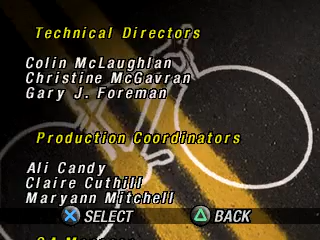 Technical Directors
Colin McLaughlan
Christine McGavran
Gary J. Foreman
Production Coordinators
Ali Candy
Claire Cuthill
Maryann Mitchell
SELECT BACK